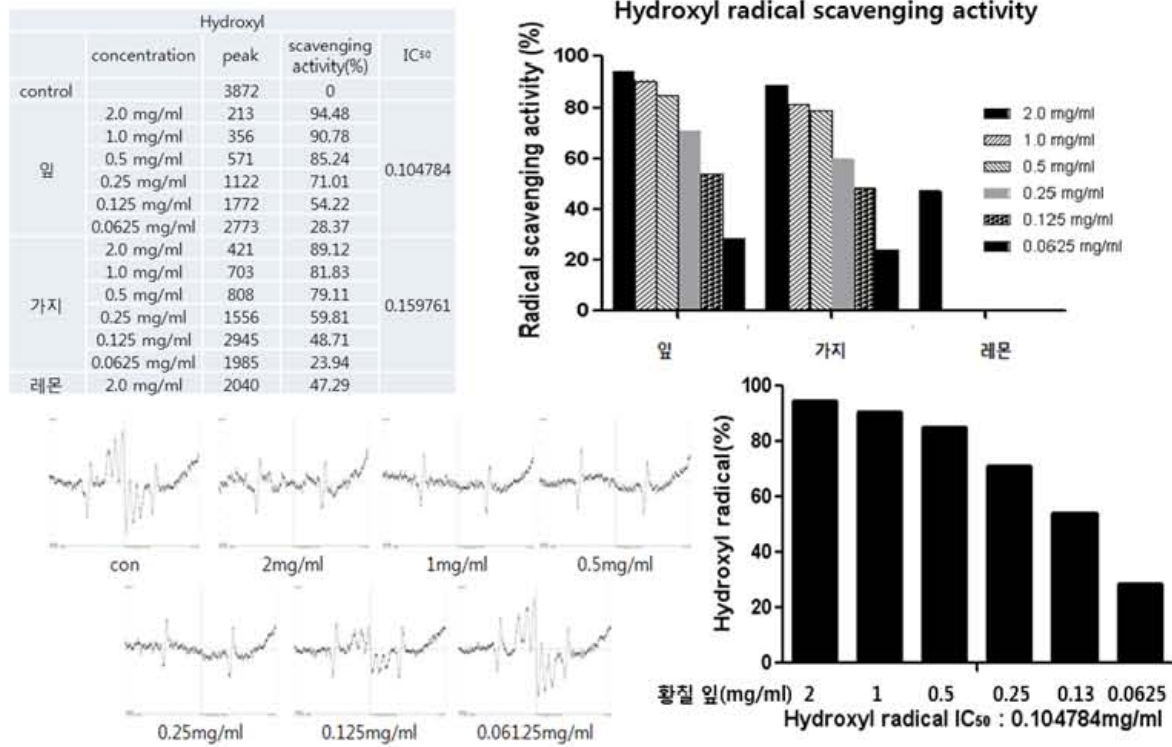 Hydroxyl
concentration peak scavenging activity(%) IC50
control 3872 0
잎 2.0 mg/ml 213 94.48 0.104784
1.0 mg/ml 356 90.78
0.5 mg/ml 571 85.24
0.25 mg/ml 1122 71.01
0.125 mg/ml 1772 54.22
0.0625 mg/ml 2773 28.37
가지 2.0 mg/ml 421 89.12 0.159761
1.0 mg/ml 703 81.83
0.5 mg/ml 808 79.11
0.25 mg/ml 1556 59.81
0.125 mg/ml 2945 48.71
0.0625 mg/ml 1985 23.94
레몬 2.0 mg/ml 2040 47.29
Hydroxyl radical scavenging activity
Radical scavenging activity (%)
100
80
60
40
20
0
잎 가지 레몬
2.0 mg/ml
1.0 mg/ml
0.5 mg/ml
0.25 mg/ml
0.125 mg/ml
0.0625 mg/ml
con 2mg/ml 1mg/ml 0.5mg/ml
0.25mg/ml 0.125mg/ml 0.06125mg/ml
Hydroxyl radical(%)
100
80
60
40
20
0
황칠 잎(mg/ml) 2 1 0.5 0.25 0.13 0.0625
Hydroxyl radical IC50 : 0.104784mg/ml